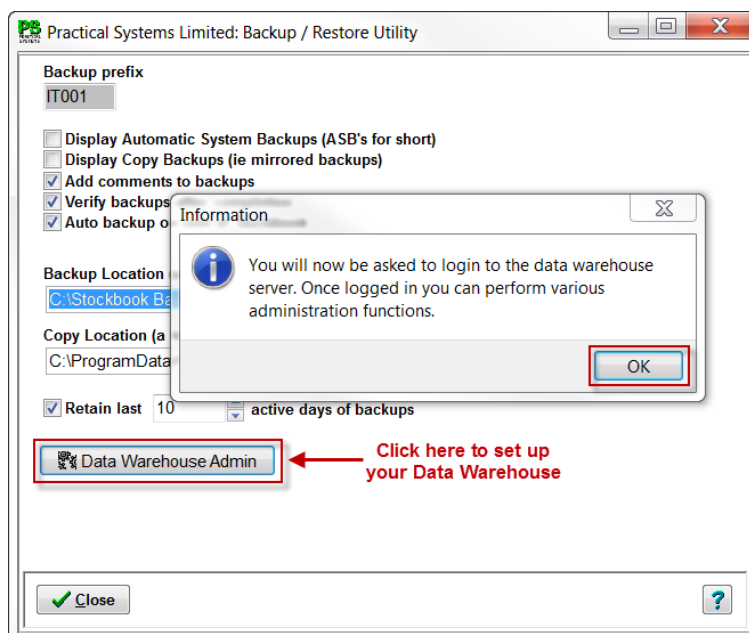 PS
PRACTICAL
SYSTEMS
Practical Systems Limited: Backup / Restore Utility
Backup prefix
IT001
Display Automatic System Backups (ASB's for short)
Display Copy Backups (ie mirrored backups)
Add comments to backups
Verify backups
Auto backup o
Information
You will now be asked to login to the data warehouse
server. Once logged in you can perform various
administration functions.
OK
Backup Location
C:\Stockbook Ba
Copy Location (a
C:\ProgramData
Retain last 10 active days of backups
Data Warehouse Admin
Click here to set up
your Data Warehouse
Close
?